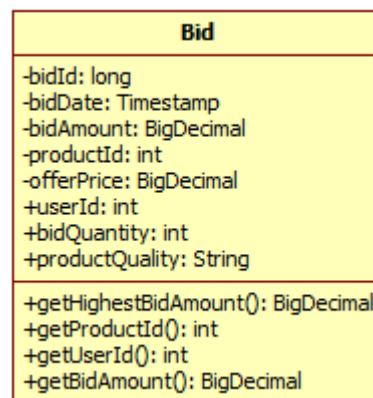 Bid
-bidId: long
-bidDate: Timestamp
-bidAmount: BigDecimal
-productId: int
-offerPrice: BigDecimal
+userId: int
+bidQuantity: int
+productQuality: String
+getHighestBidAmount(): BigDecimal
+getProductId(): int
+getUserId(): int
+getBidAmount(): BigDecimal